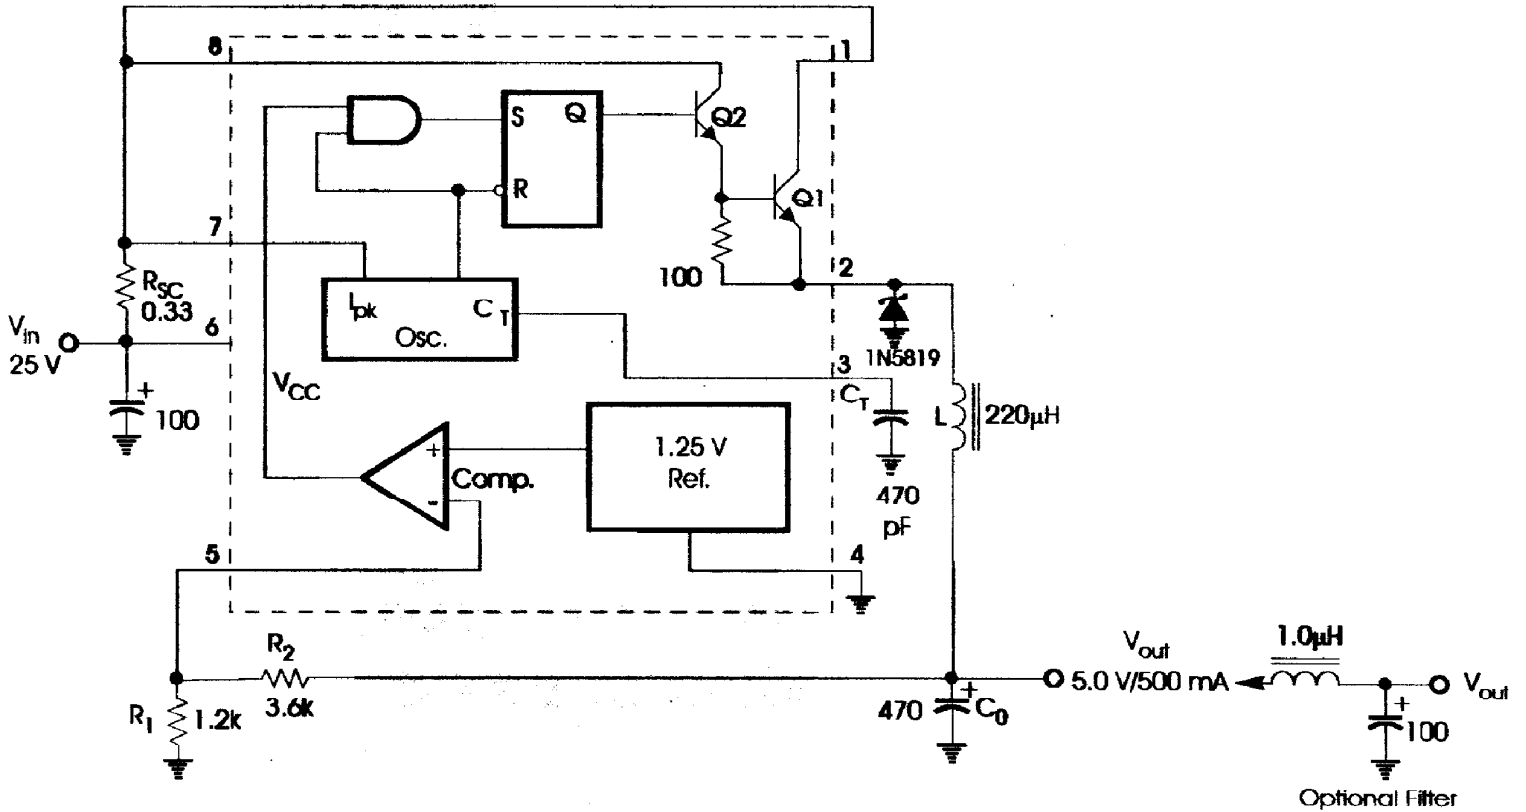 8
1
S Q
Q2
R
Q1
7
100
2
RSC
0.33
Ipk CT
Osc.
Vin
25 V
6
1N5819
3
CT
VCC
+
100
L 220µH
1.25 V
Ref.
+
Comp.
-
470
pF
5
4
R2
3.6k
R1 1.2k
Vout
5.0 V/500 mA
1.0µH
Vout
+
470 C0
+
100
Optional Filter